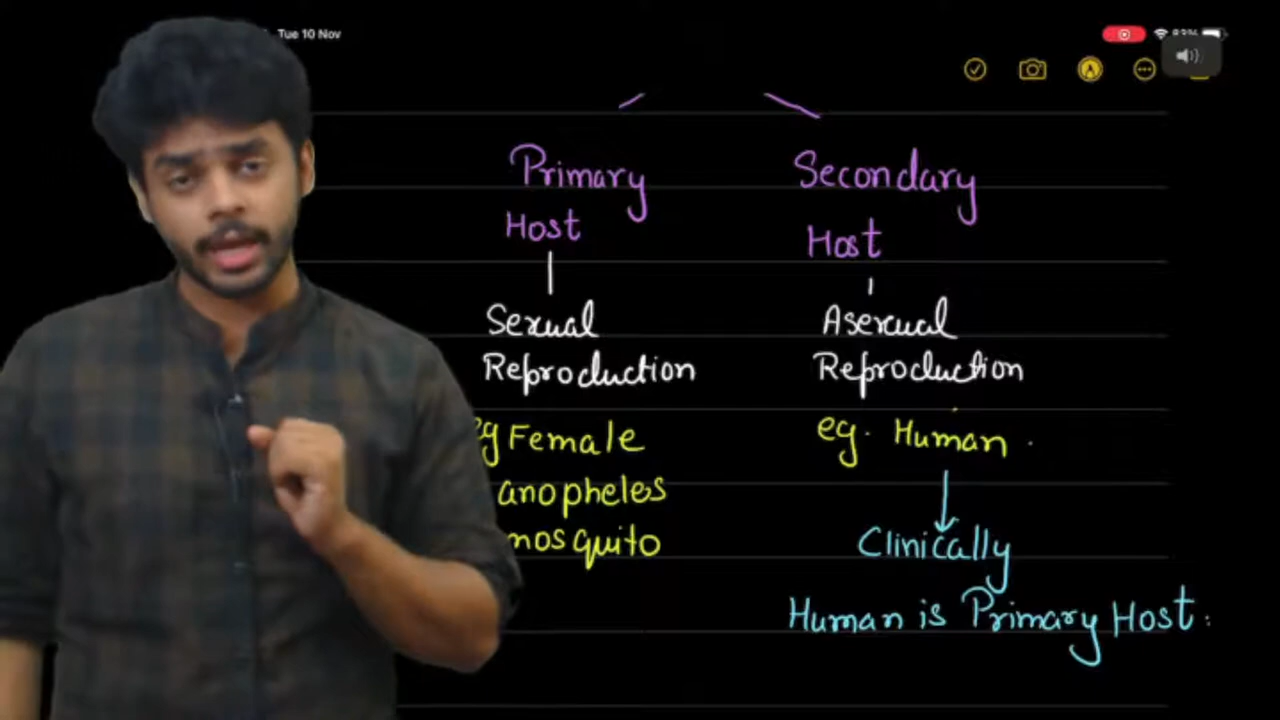 Tue 10 Nov
Primary
Host
Secondary
Host
Sexual
Reproduction
Asexual
Reproduction
eg Female
anopheles
mosquito
eg. Human .
Clinically
Human is Primary Host.